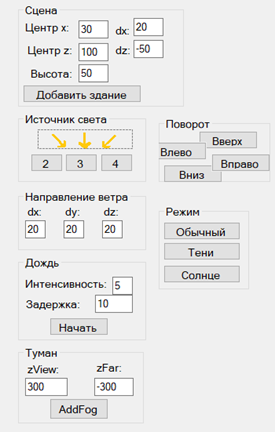 Сцена
Центр x: 30 dx: 20
Центр z: 100 dz: -50
Высота: 50
Добавить здание
Источник света
2 3 4
Поворот
Вверх
Влево
Вправо
Вниз
Направление ветра
dx: dy: dz:
20 20 20
Режим
Обычный
Тени
Солнце
Дождь
Интенсивность: 5
Задержка: 10
Начать
Туман
zView: zFar:
300 -300
AddFog